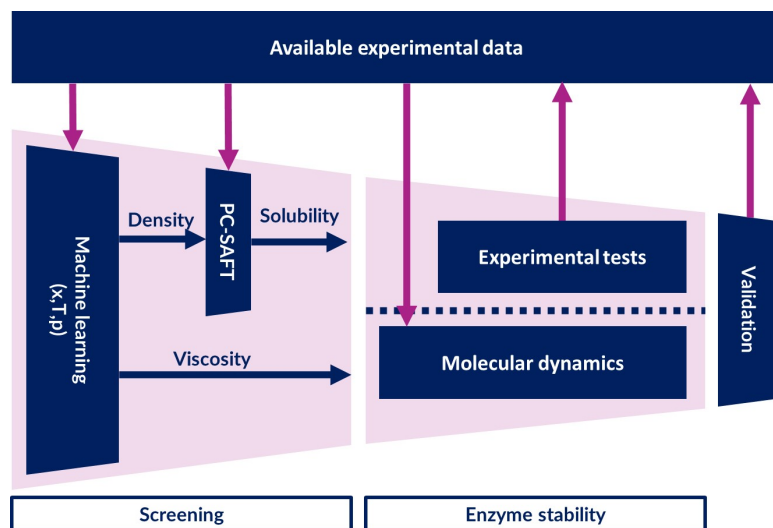 Available experimental data
Machine learning
(x,T,p)
Density
PC-SAFT
Solubility
Viscosity
Experimental tests
Molecular dynamics
Validation
Screening
Enzyme stability